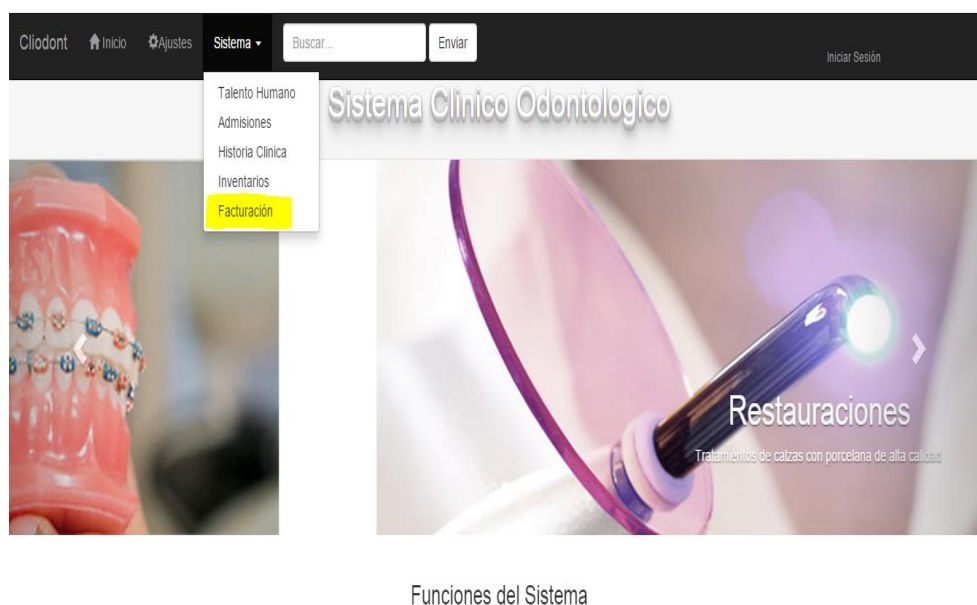 Cliodont Inicio Ajustes Sistema Buscar... Enviar Iniciar Sesión
Talento Humano
Admisiones
Historia Clinica
Inventarios
Facturación
Sistema Clinico Odontologico
Restauraciones
Tratamientos de calzas con porcelana de alta calidad
Funciones del Sistema